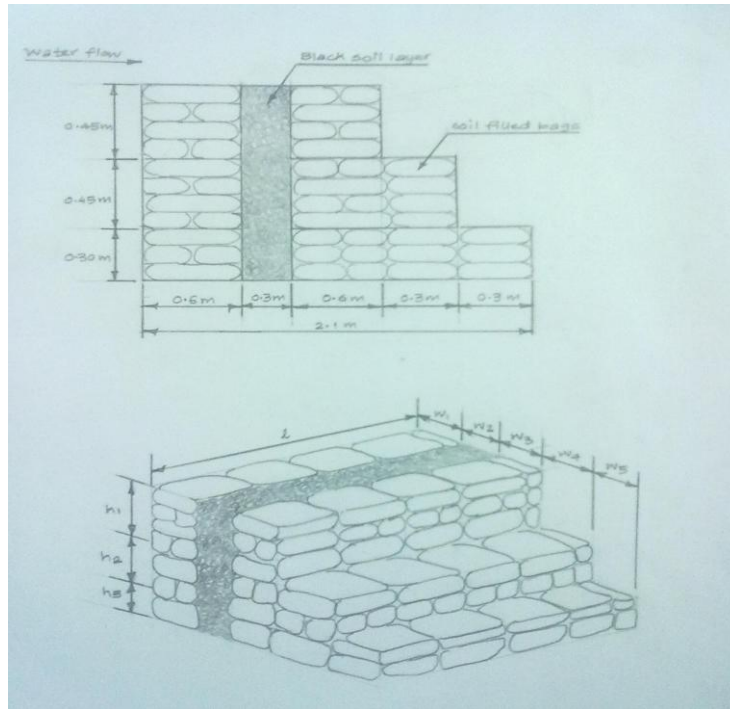 Water flow
Black soil layer
soil filled bags
0.45m
0.45m
0.30m
0.6m
0.3m
0.6m
0.3m
0.3m
2.1m
l
W1
W2
W3
W4
W5
h1
h2
h3